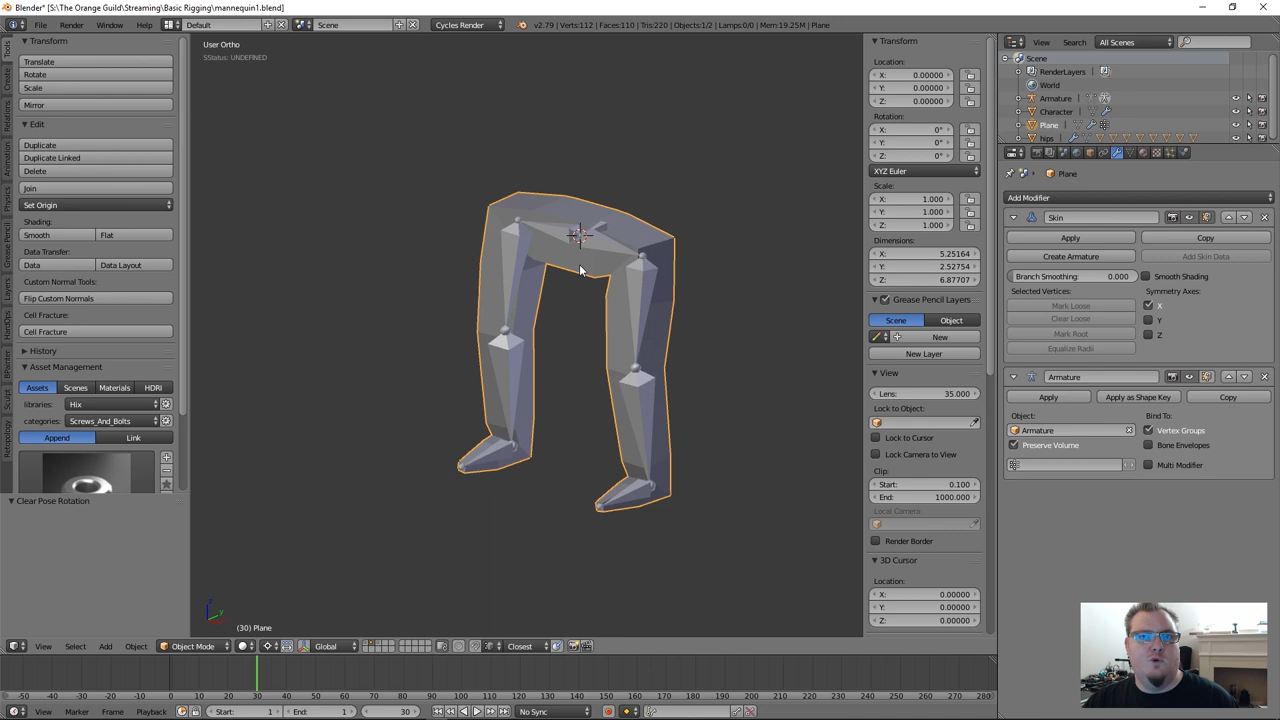 Blender* [S:\The Orange Guild\Streaming\Basic Rigging\mannequin1.blend]
File Render Window Help Default Scene Cycles Render v2.79 | Verts:112 | Faces:110 | Tris:220 | Objects:1/2 | Lamps:0/0 | Mem:19.25M | Plane
Tools
Create
Relations
Animation
Physics
Grease Pencil
Layers
HardOps
BPainter
Sculpt
Retopology
Transform
Translate
Rotate
Scale
Mirror
Edit
Duplicate
Duplicate Linked
Delete
Join
Set Origin
Shading:
Smooth Flat
Data Transfer:
Data Data Layout
Custom Normal Tools:
Flip Custom Normals
Cell Fracture:
Cell Fracture
History
Asset Management
Assets Scenes Materials HDRI
libraries: Hix
categories: Screws_And_Bolts
Append Link
Clear Pose Rotation
User Ortho
SStatus: UNDEFINED
(30) Plane
Transform
Location:
X: 0.00000
Y: 0.00000
Z: 0.00000
Rotation:
X: 0°
Y: 0°
Z: 0°
XYZ Euler
Scale:
X: 1.000
Y: 1.000
Z: 1.000
Dimensions:
X: 5.25164
Y: 2.52754
Z: 6.87707
Grease Pencil Layers
Scene Object
New
New Layer
View
Lens: 35.000
Lock to Object:
Lock to Cursor
Lock Camera to View
Clip:
Start: 0.100
End: 1000.000
Local Camera:
Render Border
3D Cursor
Location:
X: 0.00000
Y: 0.00000
Z: 0.00000
View Search All Scenes
Scene
RenderLayers
World
Armature
Character
Plane
hips
Plane
Add Modifier
Skin
Apply Copy
Create Armature Add Skin Data
Branch Smoothing: 0.000 Smooth Shading
Selected Vertices: Symmetry Axes:
Mark Loose X
Clear Loose Y
Mark Root Z
Equalize Radii
Armature
Apply Apply as Shape Key Copy
Object: Bind To:
Armature Vertex Groups
Preserve Volume Bone Envelopes
Multi Modifier
View Select Add Object Object Mode Global Closest
-50 -40 -30 -20 -10 0 10 20 30 40 50 60 70 80 90 100 110 120 130 140 150 160 170 180 190 200 210 220 230 240 250 260 270 280
View Marker Frame Playback Start: 1 End: 1 30 No Sync